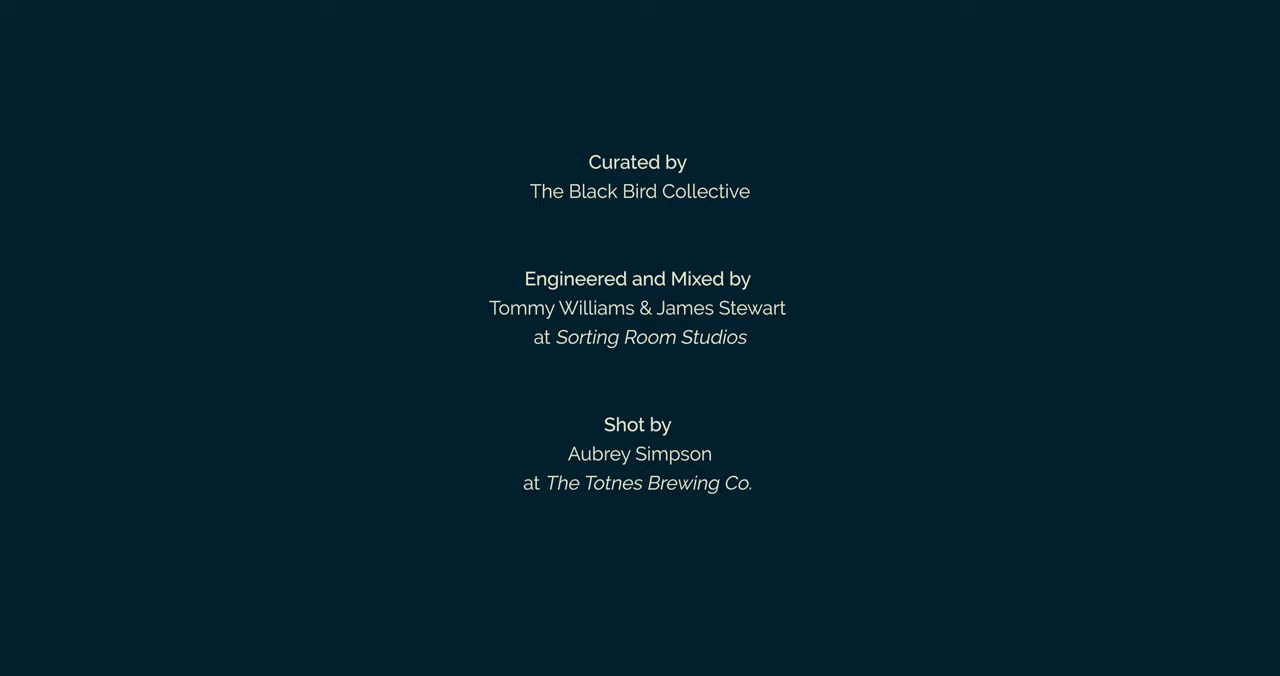 Curated by
The Black Bird Collective
Engineered and Mixed by
Tommy Williams & James Stewart
at Sorting Room Studios
Shot by
Aubrey Simpson
at The Totnes Brewing Co.